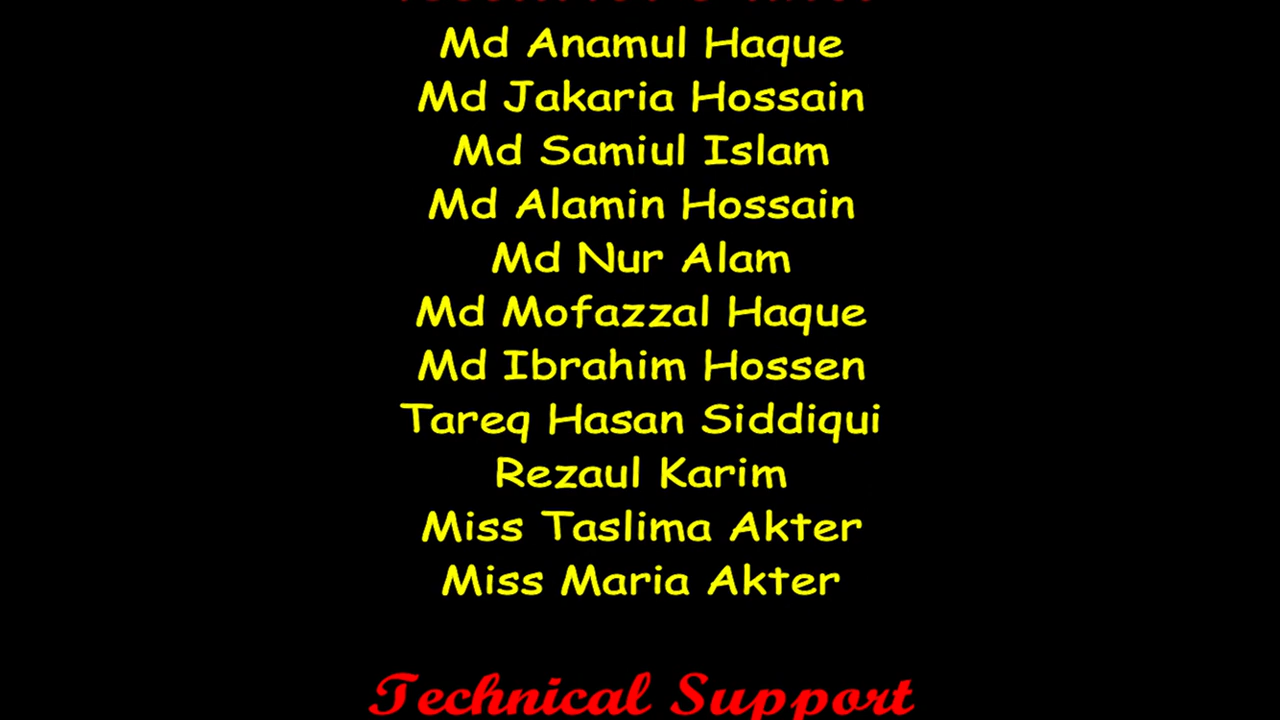 Md Anamul Haque
Md Jakaria Hossain
Md Samiul Islam
Md Alamin Hossain
Md Nur Alam
Md Mofazzal Haque
Md Ibrahim Hossen
Tareq Hasan Siddiqui
Rezaul Karim
Miss Taslima Akter
Miss Maria Akter
Technical Support